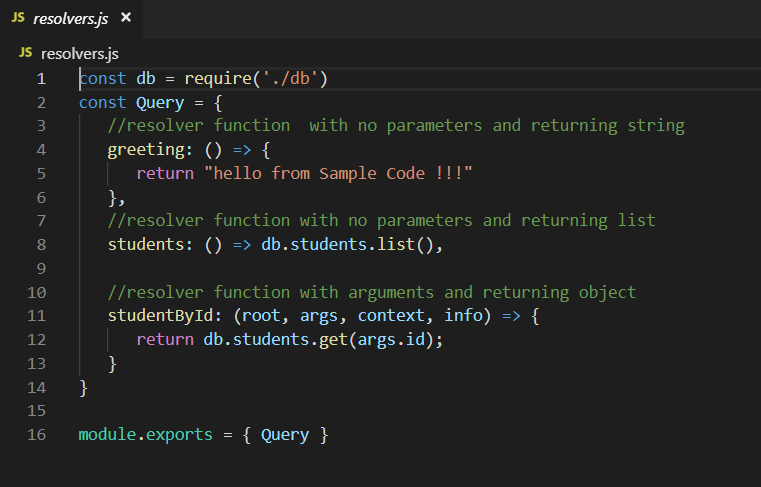 JS resolvers.js ×
JS resolvers.js
1 const db = require('./db')
2 const Query = {
3 //resolver function  with no parameters and returning string
4 greeting: () => {
5 return "hello from Sample Code !!!"
6 },
7 //resolver function with no parameters and returning list
8 students: () => db.students.list(),
9
10 //resolver function with arguments and returning object
11 studentById: (root, args, context, info) => {
12 return db.students.get(args.id);
13 }
14 }
15
16 module.exports = { Query }